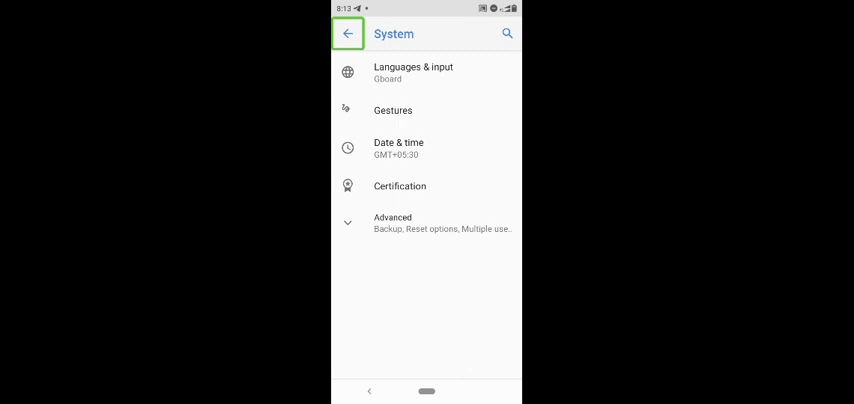 8:13
System
Languages & input
Gboard
Gestures
Date & time
GMT+05:30
Certification
Advanced
Backup, Reset options, Multiple use..